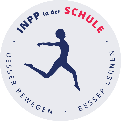 INPP in der SCHULE
BESSER BEWEGEN · BESSER LERNEN